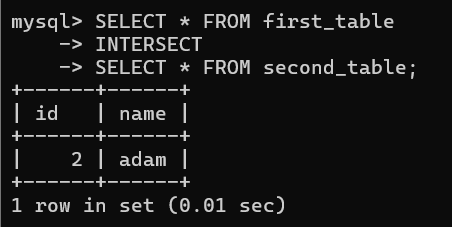 mysql> SELECT * FROM first_table
    -> INTERSECT
    -> SELECT * FROM second_table;
+------+------+
| id   | name |
+------+------+
|    2 | adam |
+------+------+
1 row in set (0.01 sec)